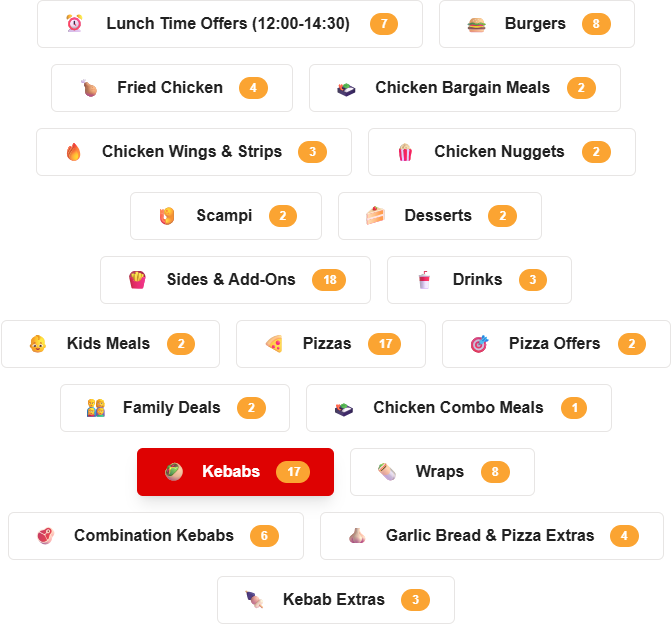 Lunch Time Offers (12:00-14:30) 7 Burgers 8
Fried Chicken 4 Chicken Bargain Meals 2
Chicken Wings & Strips 3 Chicken Nuggets 2
Scampi 2 Desserts 2
Sides & Add-Ons 18 Drinks 3
Kids Meals 2 Pizzas 17 Pizza Offers 2
Family Deals 2 Chicken Combo Meals 1
Kebabs 17 Wraps 8
Combination Kebabs 6 Garlic Bread & Pizza Extras 4
Kebab Extras 3